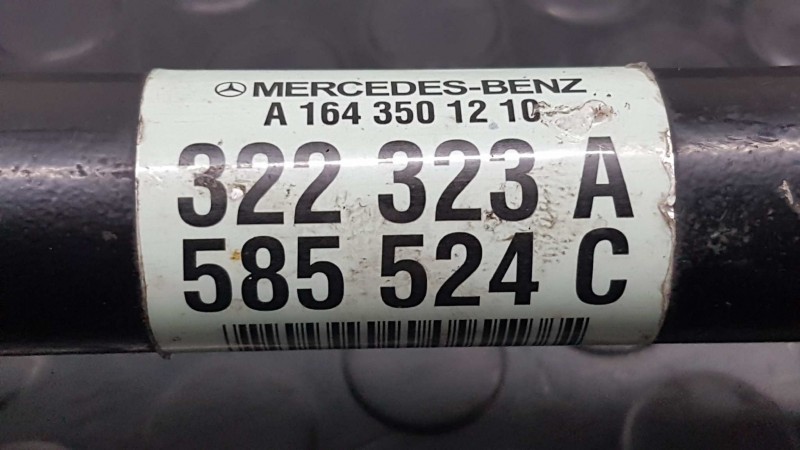 MERCEDES-BENZ
A 164 350 12 10
322 323 A
585 524 C